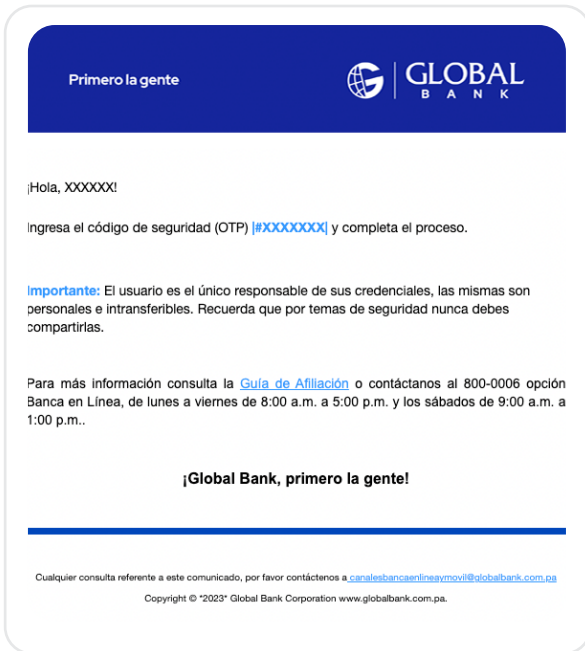 Primero la gente
GLOBAL
BANK
¡Hola, XXXXXX!
Ingresa el código de seguridad (OTP) |#XXXXXXX| y completa el proceso.
Importante: El usuario es el único responsable de sus credenciales, las mismas son
personales e intransferibles. Recuerda que por temas de seguridad nunca debes
compartirlas.
Para más información consulta la Guía de Afiliación o contáctanos al 800-0006 opción
Banca en Línea, de lunes a viernes de 8:00 a.m. a 5:00 p.m. y los sábados de 9:00 a.m. a
1:00 p.m..
¡Global Bank, primero la gente!
Cualquier consulta referente a este comunicado, por favor contáctenos a canalesbancaenlineaymovil@globalbank.com.pa
Copyright © *2023* Global Bank Corporation www.globalbank.com.pa.